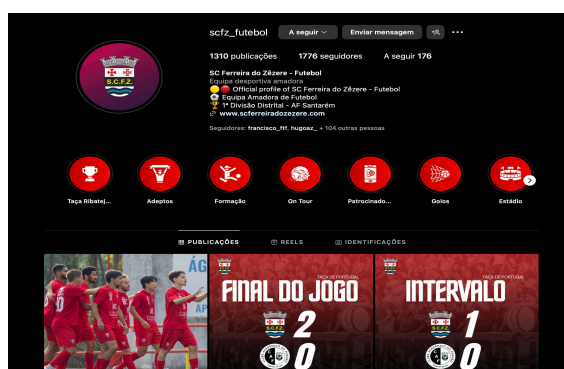 scfz_futebol A seguir Enviar mensagem
1310 publicações 1776 seguidores A seguir 176
SC Ferreira do Zêzere - Futebol
Equipa desportiva amadora
Official profile of SC Ferreira do Zêzere - Futebol
Equipa Amadora de Futebol
1ª Divisão Distrital - AF Santarém
www.scferreiradozezere.com
Seguidores: francisco_ftf, hugoaz_ + 104 outras pessoas
S.C.F.Z.
Taça Ribatej... Adeptos Formação On Tour Patrocinado... Golos Estádio
PUBLICAÇÕES REELS IDENTIFICAÇÕES
ÁG
AP
TAÇA DE PORTUGAL
FINAL DO JOGO
S.C.F.Z. 2
0
TAÇA DE PORTUGAL
INTERVALO
S.C.F.Z. 1
0